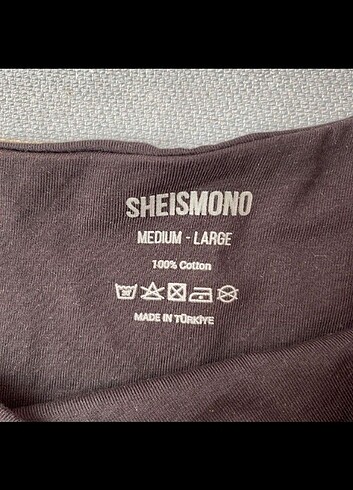 SHEISMONO
MEDIUM - LARGE
100% Cotton
MADE IN TÜRKİYE